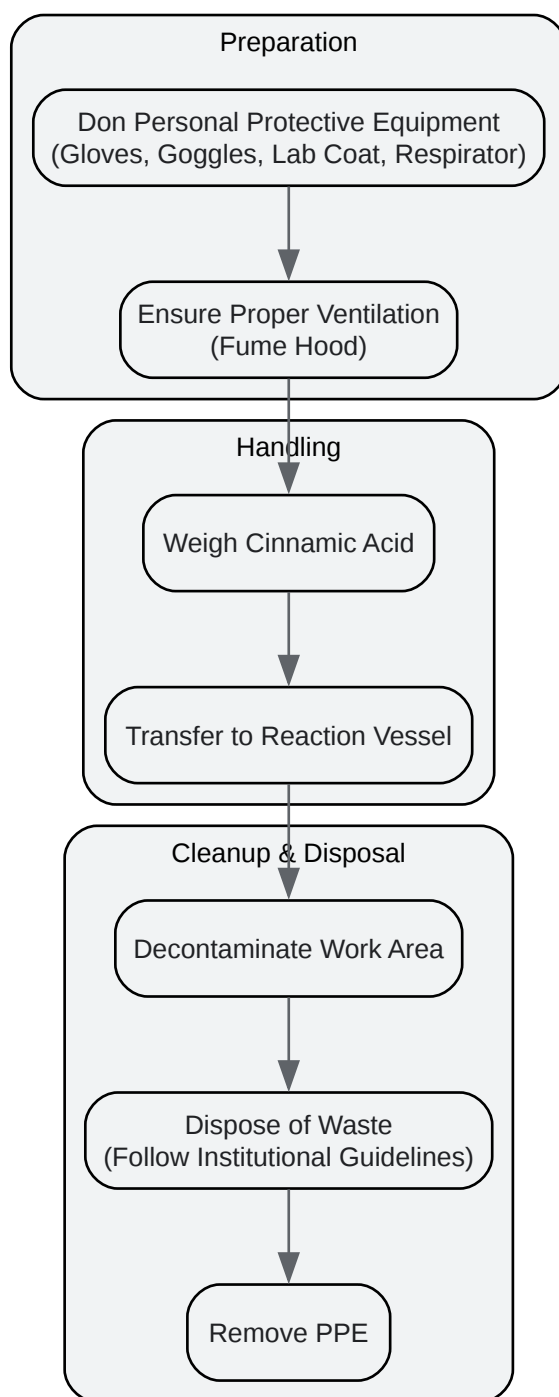 Preparation
Don Personal Protective Equipment
(Gloves, Goggles, Lab Coat, Respirator)
Ensure Proper Ventilation
(Fume Hood)
Handling
Weigh Cinnamic Acid
Transfer to Reaction Vessel
Cleanup & Disposal
Decontaminate Work Area
Dispose of Waste
(Follow Institutional Guidelines)
Remove PPE